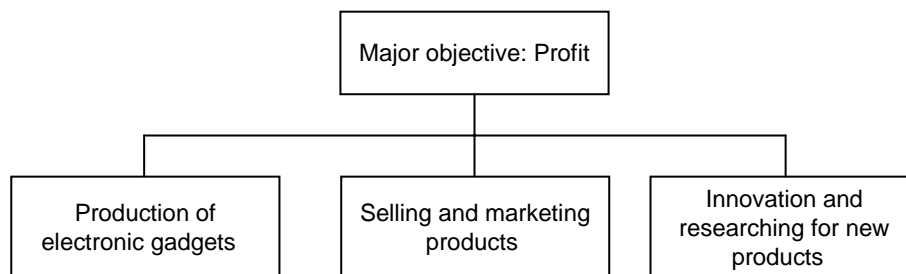 Major objective: Profit
Production of
electronic gadgets
Selling and marketing
products
Innovation and
researching for new
products